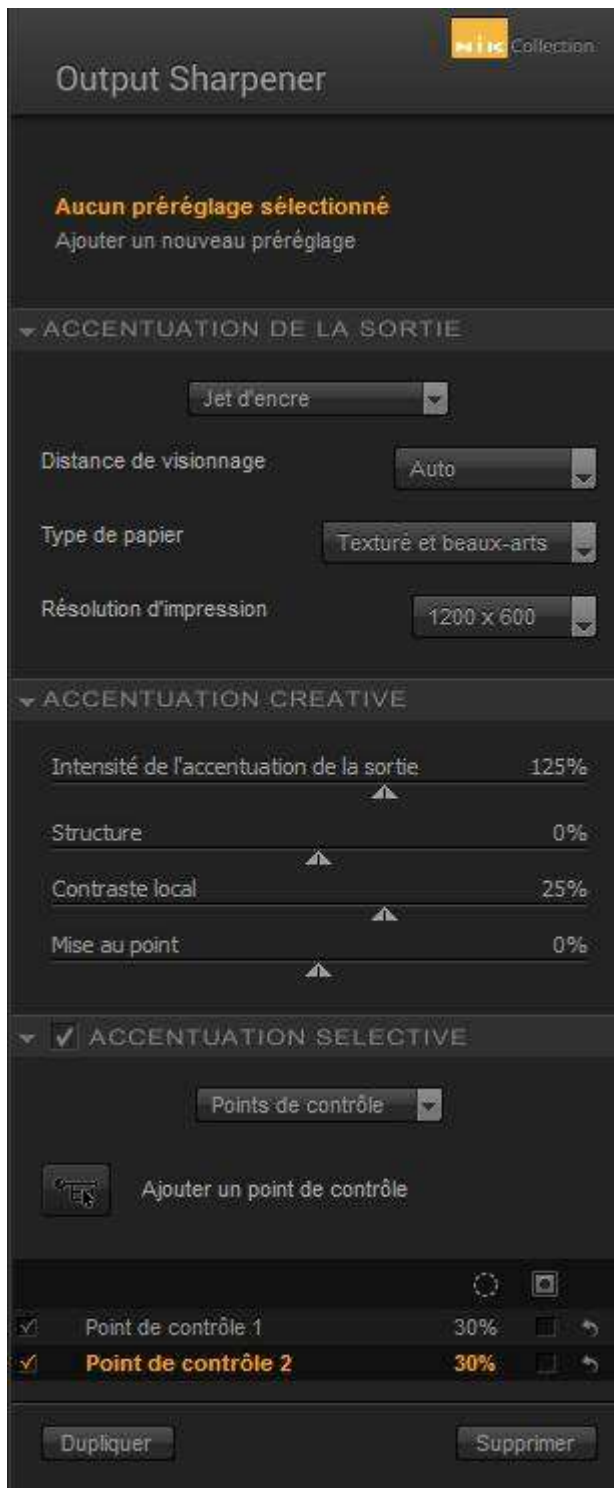 nik Collection
Output Sharpener
Aucun préréglage sélectionné
Ajouter un nouveau préréglage
ACCENTUATION DE LA SORTIE
Jet d'encre
Distance de visionnage Auto
Type de papier Texturé et beaux-arts
Résolution d'impression 1200 x 600
ACCENTUATION CREATIVE
Intensité de l'accentuation de la sortie 125%
Structure 0%
Contraste local 25%
Mise au point 0%
ACCENTUATION SELECTIVE
Points de contrôle
Ajouter un point de contrôle
Point de contrôle 1 30%
Point de contrôle 2 30%
Dupliquer Supprimer